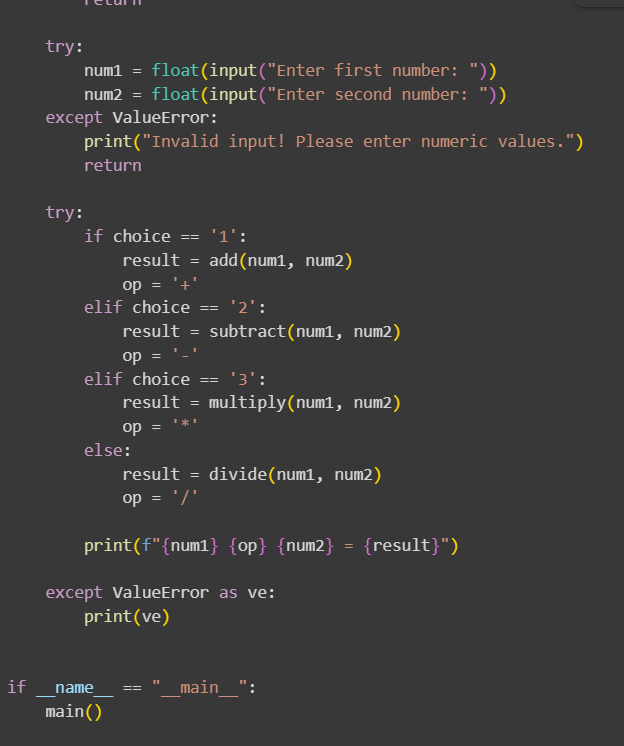 return

    try:
        num1 = float(input("Enter first number: "))
        num2 = float(input("Enter second number: "))
    except ValueError:
        print("Invalid input! Please enter numeric values.")
        return

    try:
        if choice == '1':
            result = add(num1, num2)
            op = '+'
        elif choice == '2':
            result = subtract(num1, num2)
            op = '-'
        elif choice == '3':
            result = multiply(num1, num2)
            op = '*'
        else:
            result = divide(num1, num2)
            op = '/'

        print(f"{num1} {op} {num2} = {result}")

    except ValueError as ve:
        print(ve)


if __name__ == "__main__":
    main()